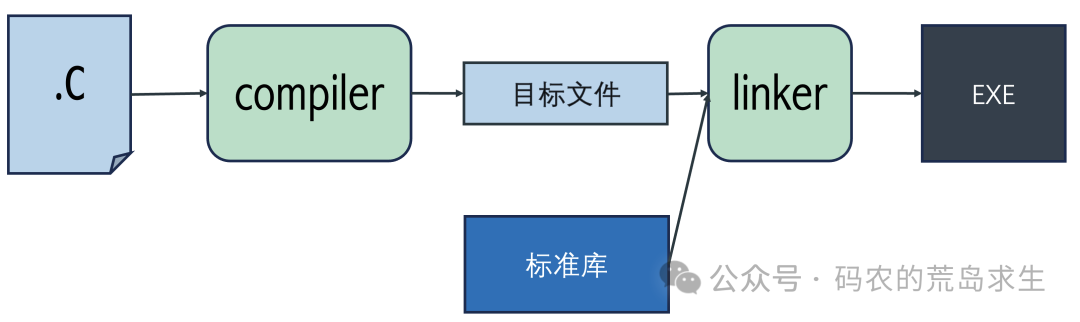 .C
compiler
目标文件
linker
EXE
标准库
公众号 · 码农的荒岛求生